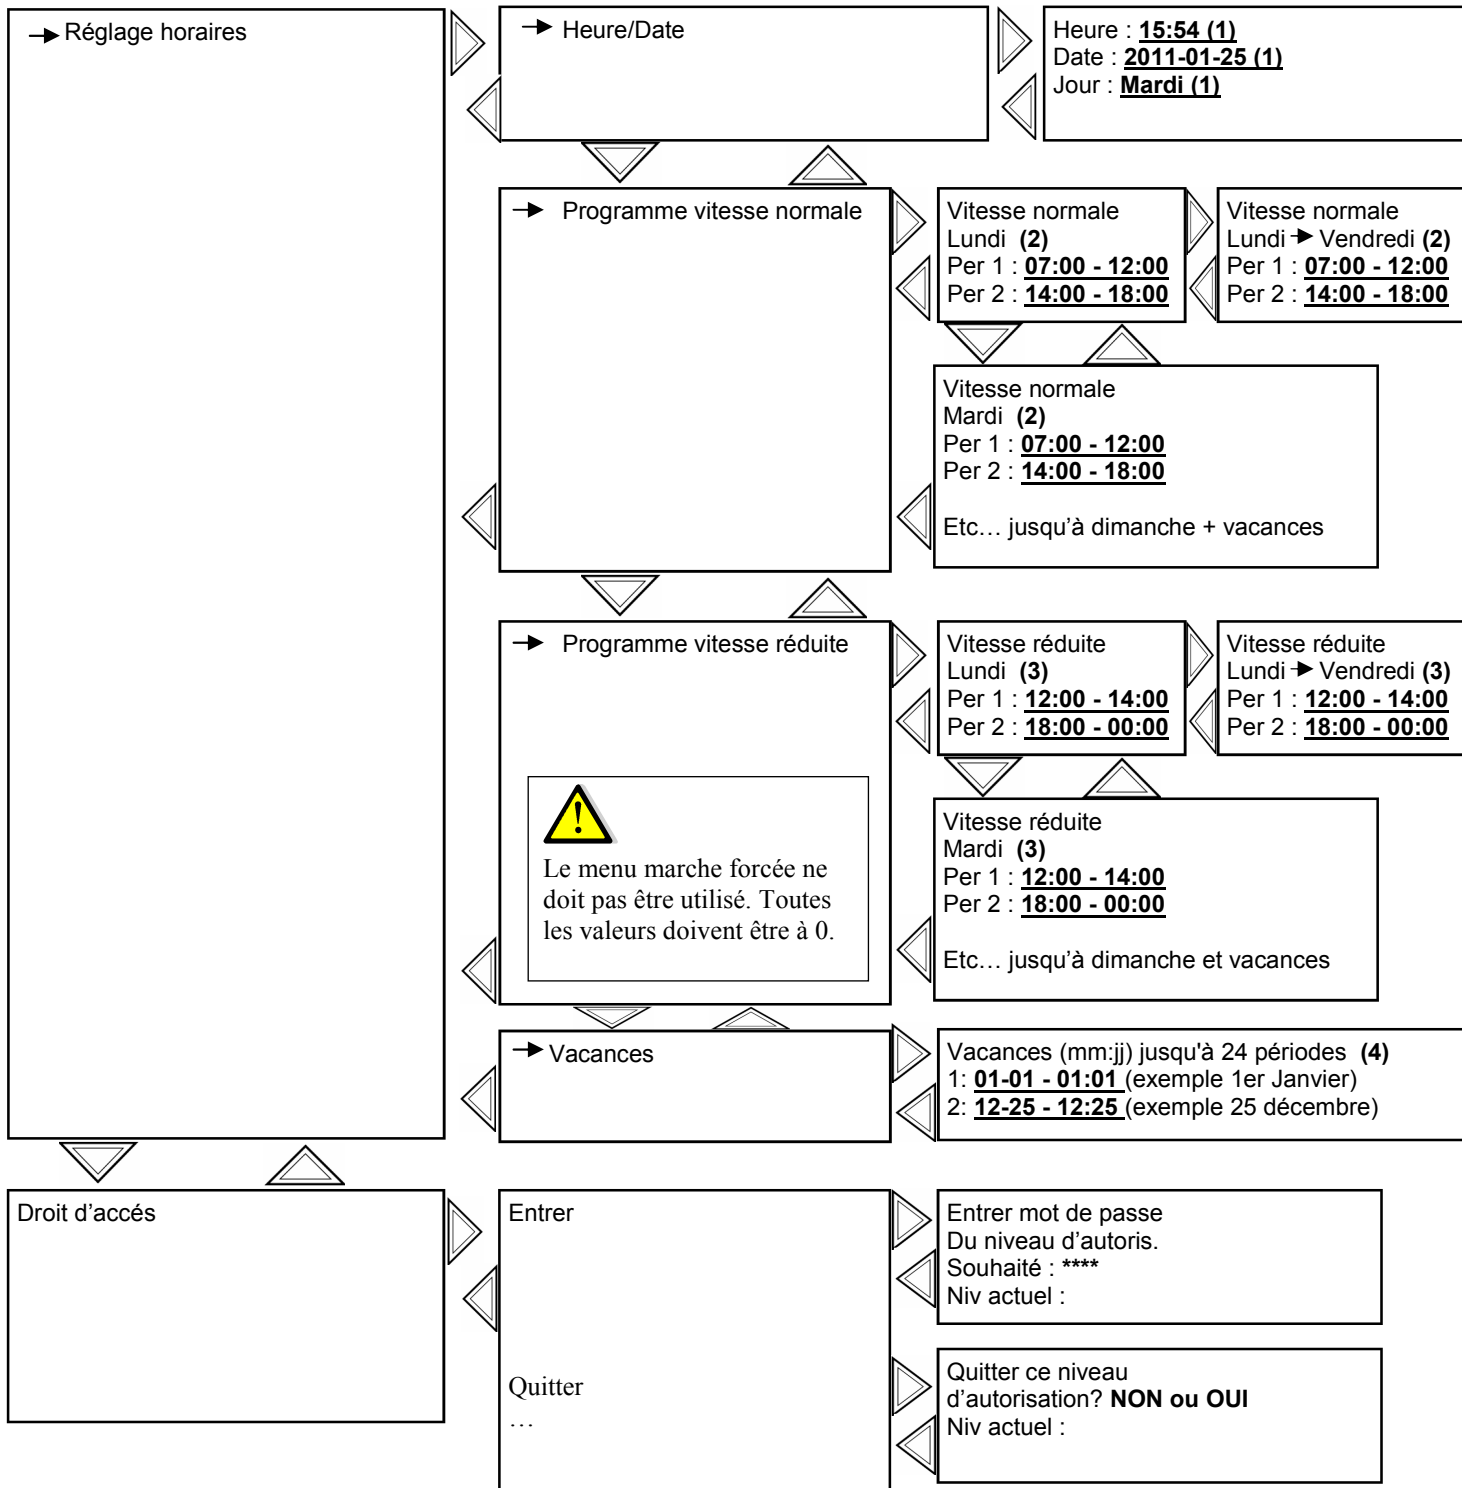 → Réglage horaires
→ Heure/Date
Heure : 15:54 (1)
Date : 2011-01-25 (1)
Jour : Mardi (1)
→ Programme vitesse normale
Vitesse normale
Lundi (2)
Per 1 : 07:00 - 12:00
Per 2 : 14:00 - 18:00
Vitesse normale
Lundi → Vendredi (2)
Per 1 : 07:00 - 12:00
Per 2 : 14:00 - 18:00
Vitesse normale
Mardi (2)
Per 1 : 07:00 - 12:00
Per 2 : 14:00 - 18:00
Etc… jusqu’à dimanche + vacances
→ Programme vitesse réduite
!
Le menu marche forcée ne
doit pas être utilisé. Toutes
les valeurs doivent être à 0.
Vitesse réduite
Lundi (3)
Per 1 : 12:00 - 14:00
Per 2 : 18:00 - 00:00
Vitesse réduite
Lundi → Vendredi (3)
Per 1 : 12:00 - 14:00
Per 2 : 18:00 - 00:00
Vitesse réduite
Mardi (3)
Per 1 : 12:00 - 14:00
Per 2 : 18:00 - 00:00
Etc… jusqu’à dimanche et vacances
→ Vacances
Vacances (mm:jj) jusqu'à 24 périodes (4)
1: 01-01 - 01:01 (exemple 1er Janvier)
2: 12-25 - 12:25 (exemple 25 décembre)
Droit d’accés
Entrer
Entrer mot de passe
Du niveau d’autoris.
Souhaité : ****
Niv actuel :
Quitter
…
Quitter ce niveau
d’autorisation? NON ou OUI
Niv actuel :